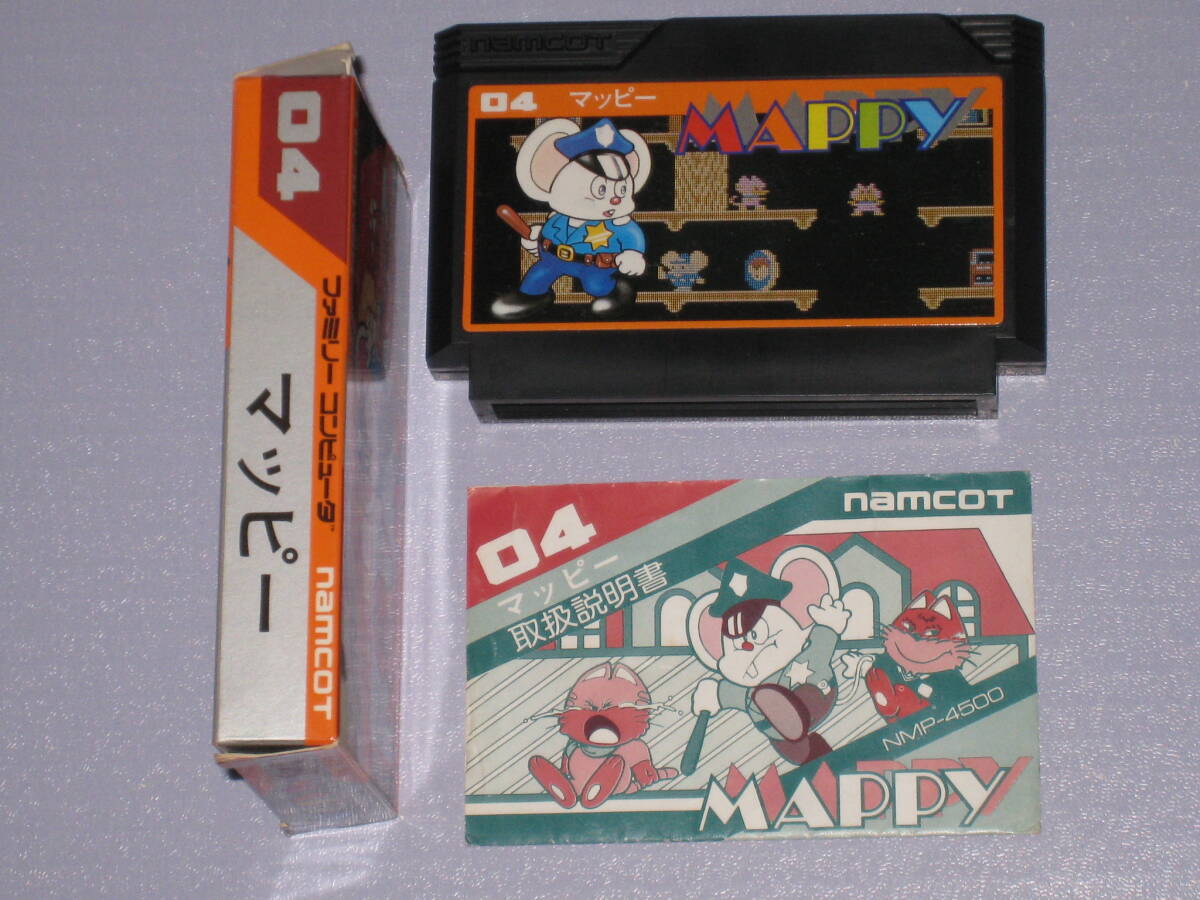 04
ファミリー コンピュータ™
namcoT
マッピー
namcoT
04 マッピー
MAPPY
04
マッピー
取扱説明書
namcoT
NMP-4500
MAPPY